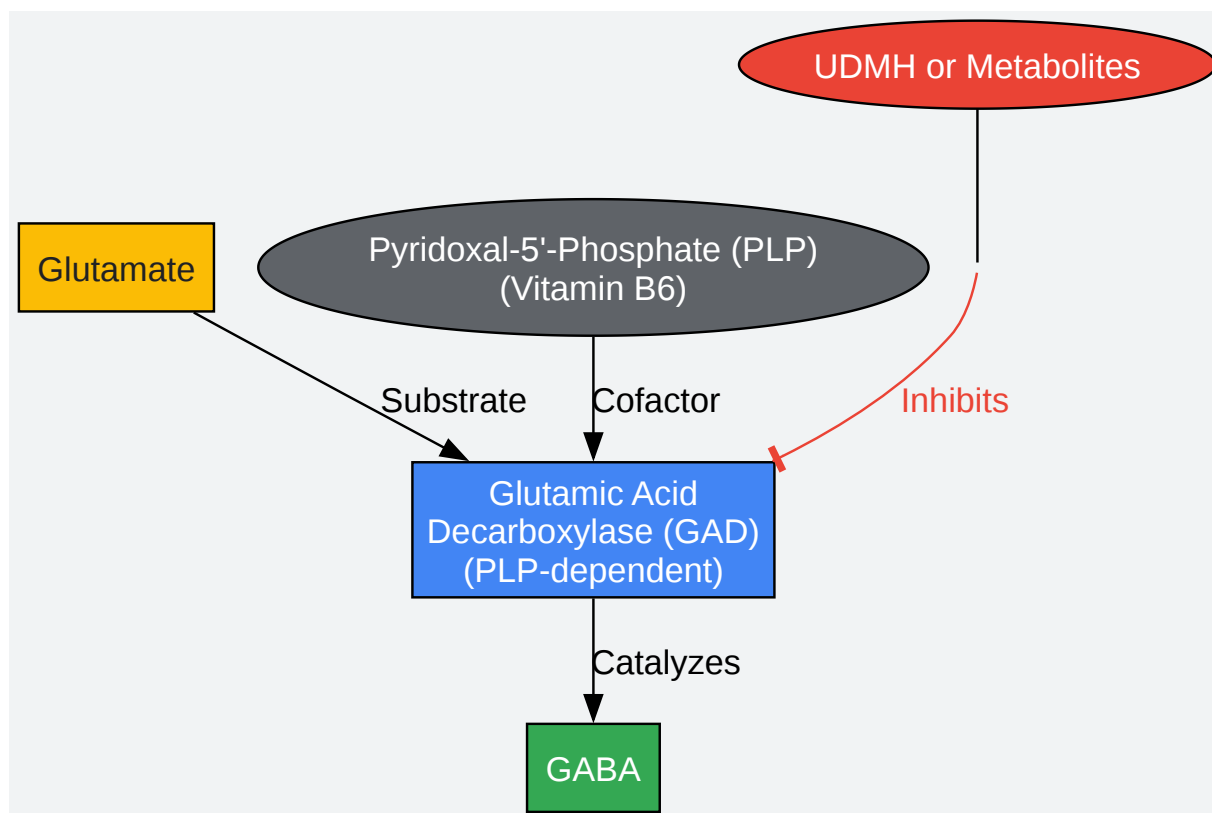 UDMH or Metabolites
Pyridoxal-5'-Phosphate (PLP)
(Vitamin B6)
Glutamate
Substrate
Cofactor
Inhibits
Glutamic Acid
Decarboxylase (GAD)
(PLP-dependent)
Catalyzes
GABA